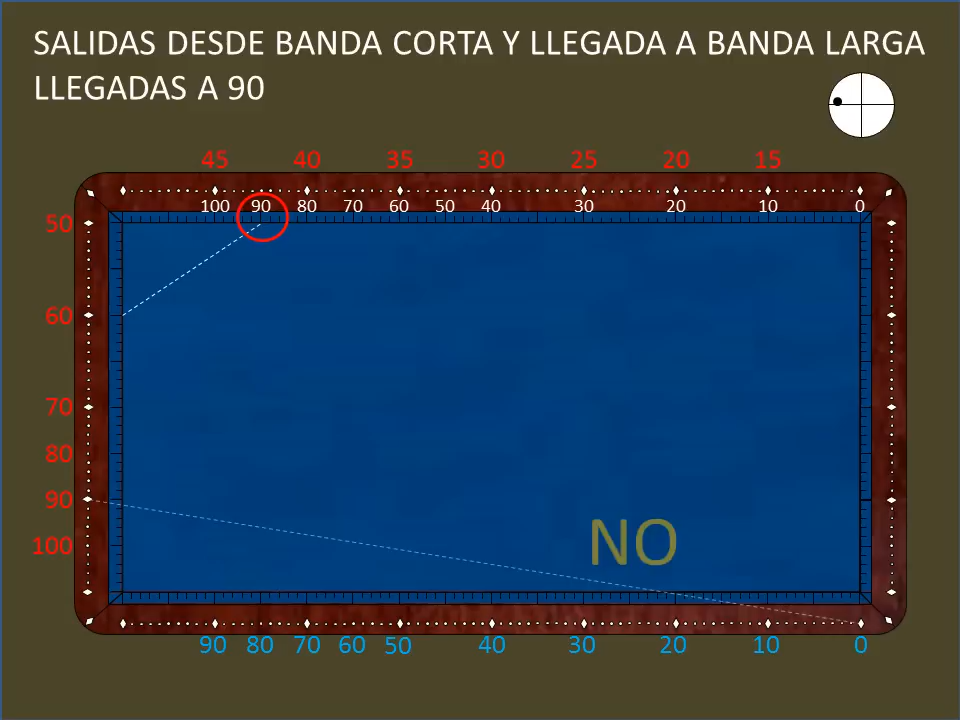 SALIDAS DESDE BANDA CORTA Y LLEGADA A BANDA LARGA
LLEGADAS A 90
45 40 35 30 25 20 15
100 90 80 70 60 50 40 30 20 10 0
50
60
70
80
90
100
NO
90 80 70 60 50 40 30 20 10 0